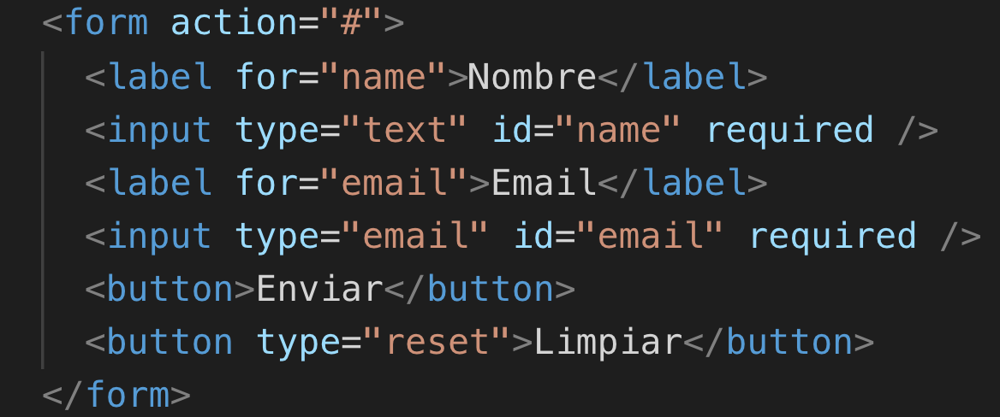 <form action="#">
<label for="name">Nombre</label>
<input type="text" id="name" required />
<label for="email">Email</label>
<input type="email" id="email" required />
<button>Enviar</button>
<button type="reset">Limpiar</button>
</form>